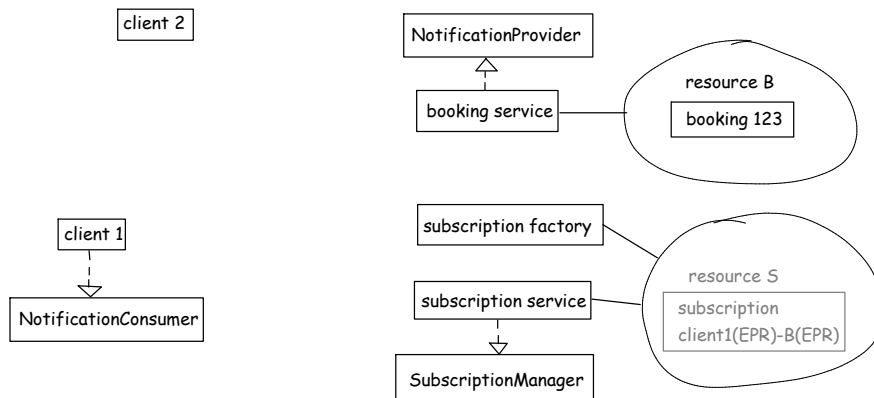 client 2
NotificationProvider
resource B
booking service
booking 123
subscription factory
client 1
resource S
subscription service
subscription
NotificationConsumer
client1(EPR)-B(EPR)
SubscriptionManager